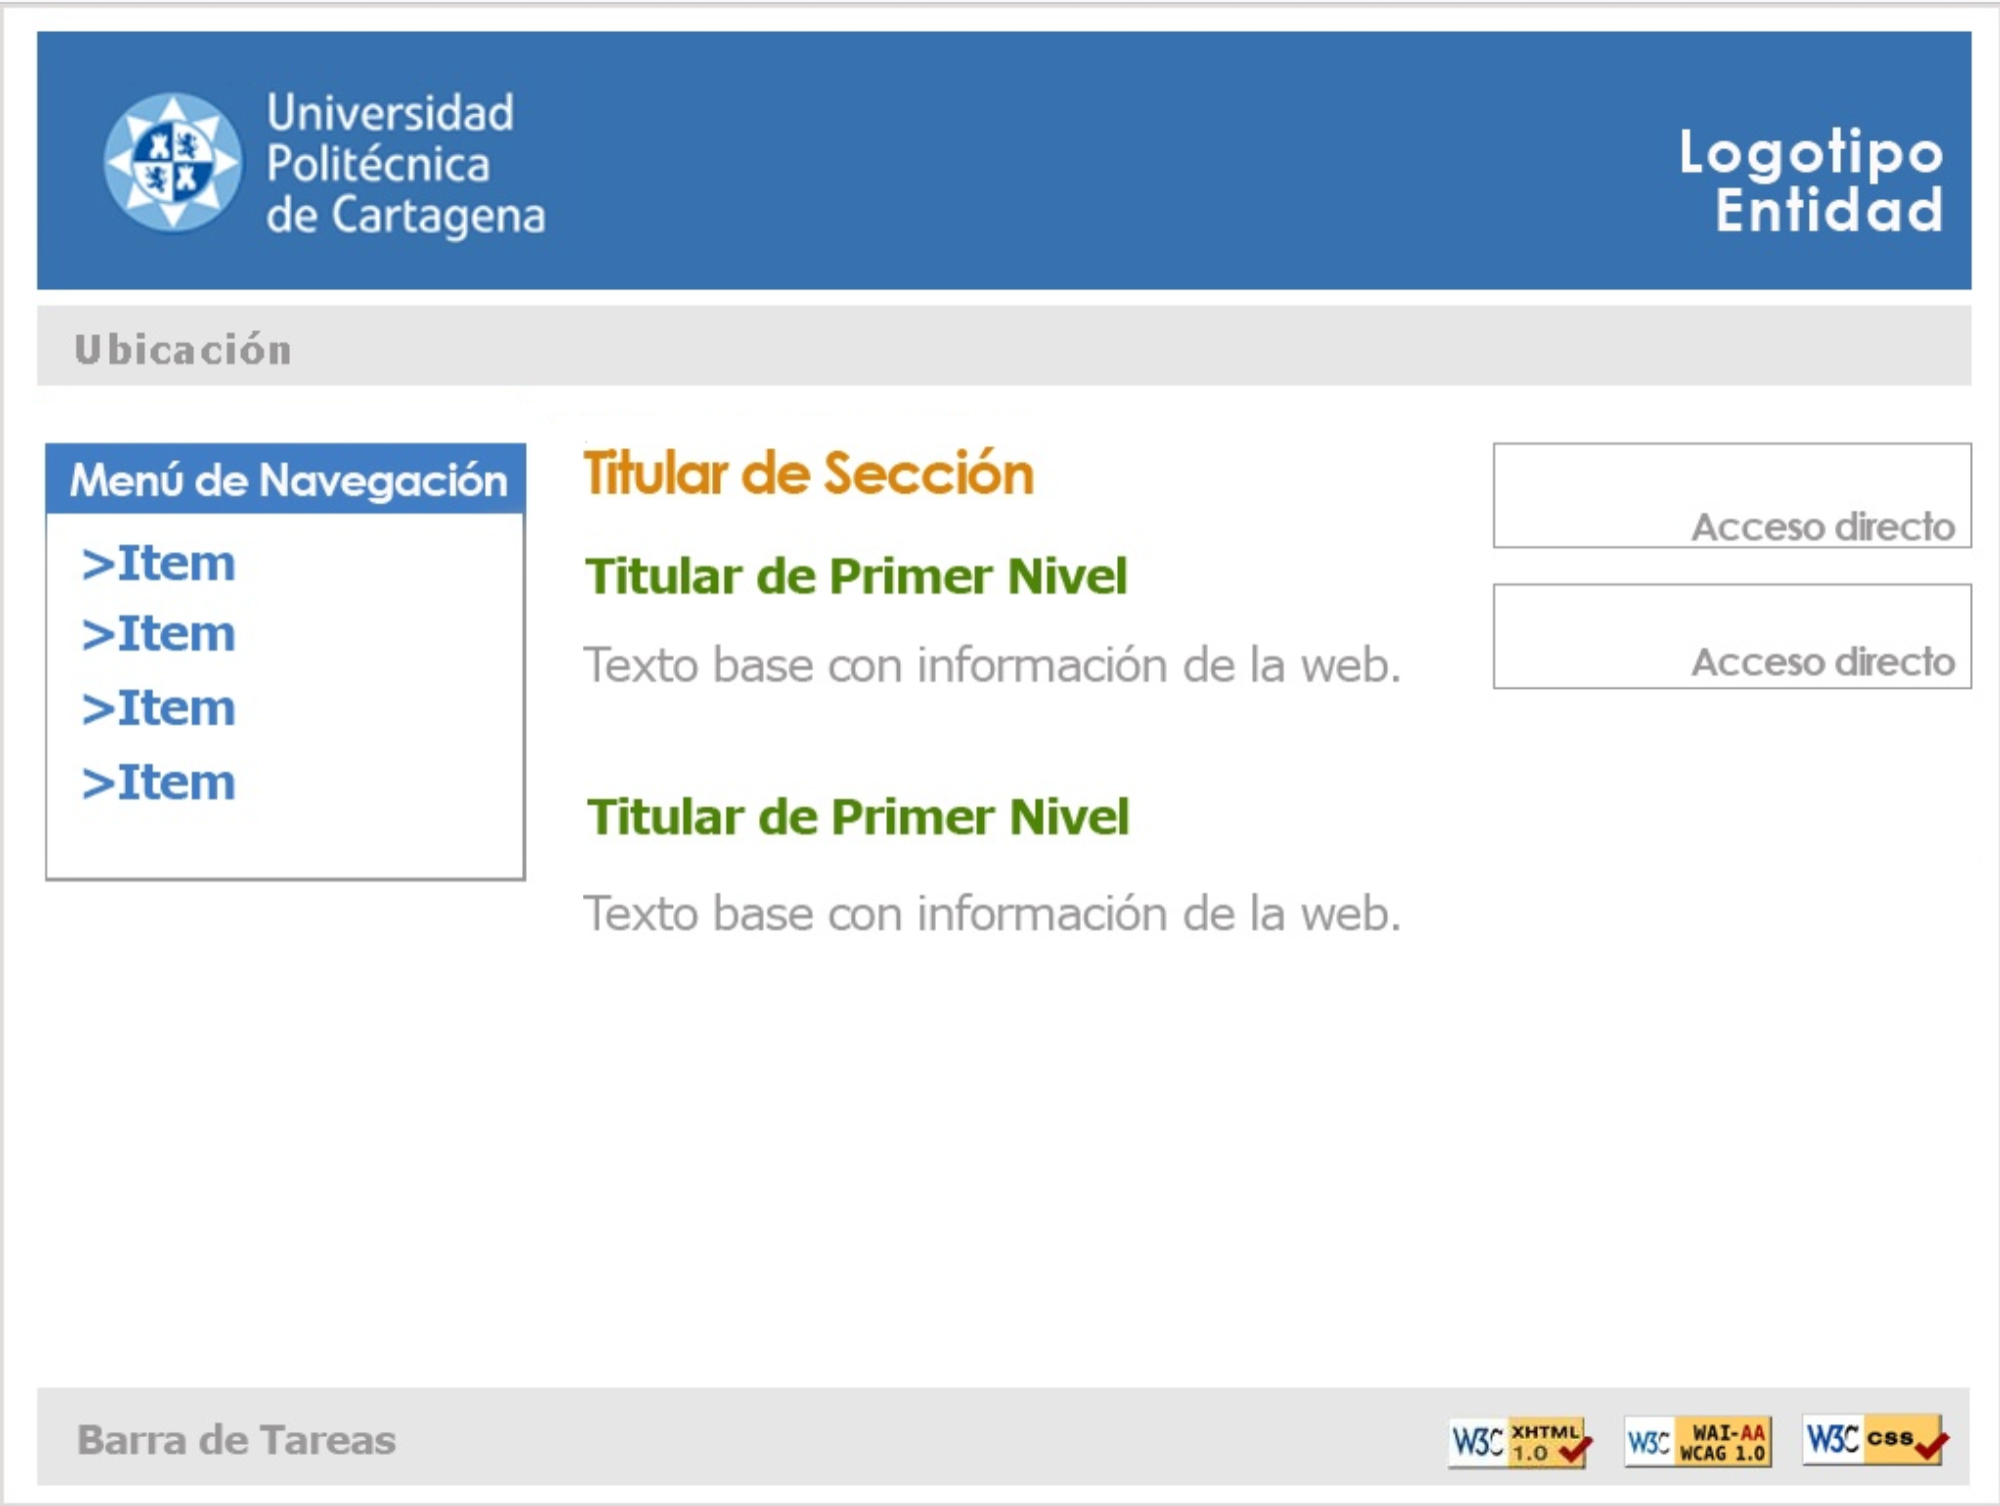 Universidad
Politécnica
de Cartagena
Logotipo
Entidad
Ubicación
Menú de Navegación
>Item
>Item
>Item
>Item
Titular de Sección
Titular de Primer Nivel
Texto base con información de la web.
Titular de Primer Nivel
Texto base con información de la web.
Acceso directo
Acceso directo
Barra de Tareas
W3C XHTML 1.0
W3C WAI-AA WCAG 1.0
W3C css